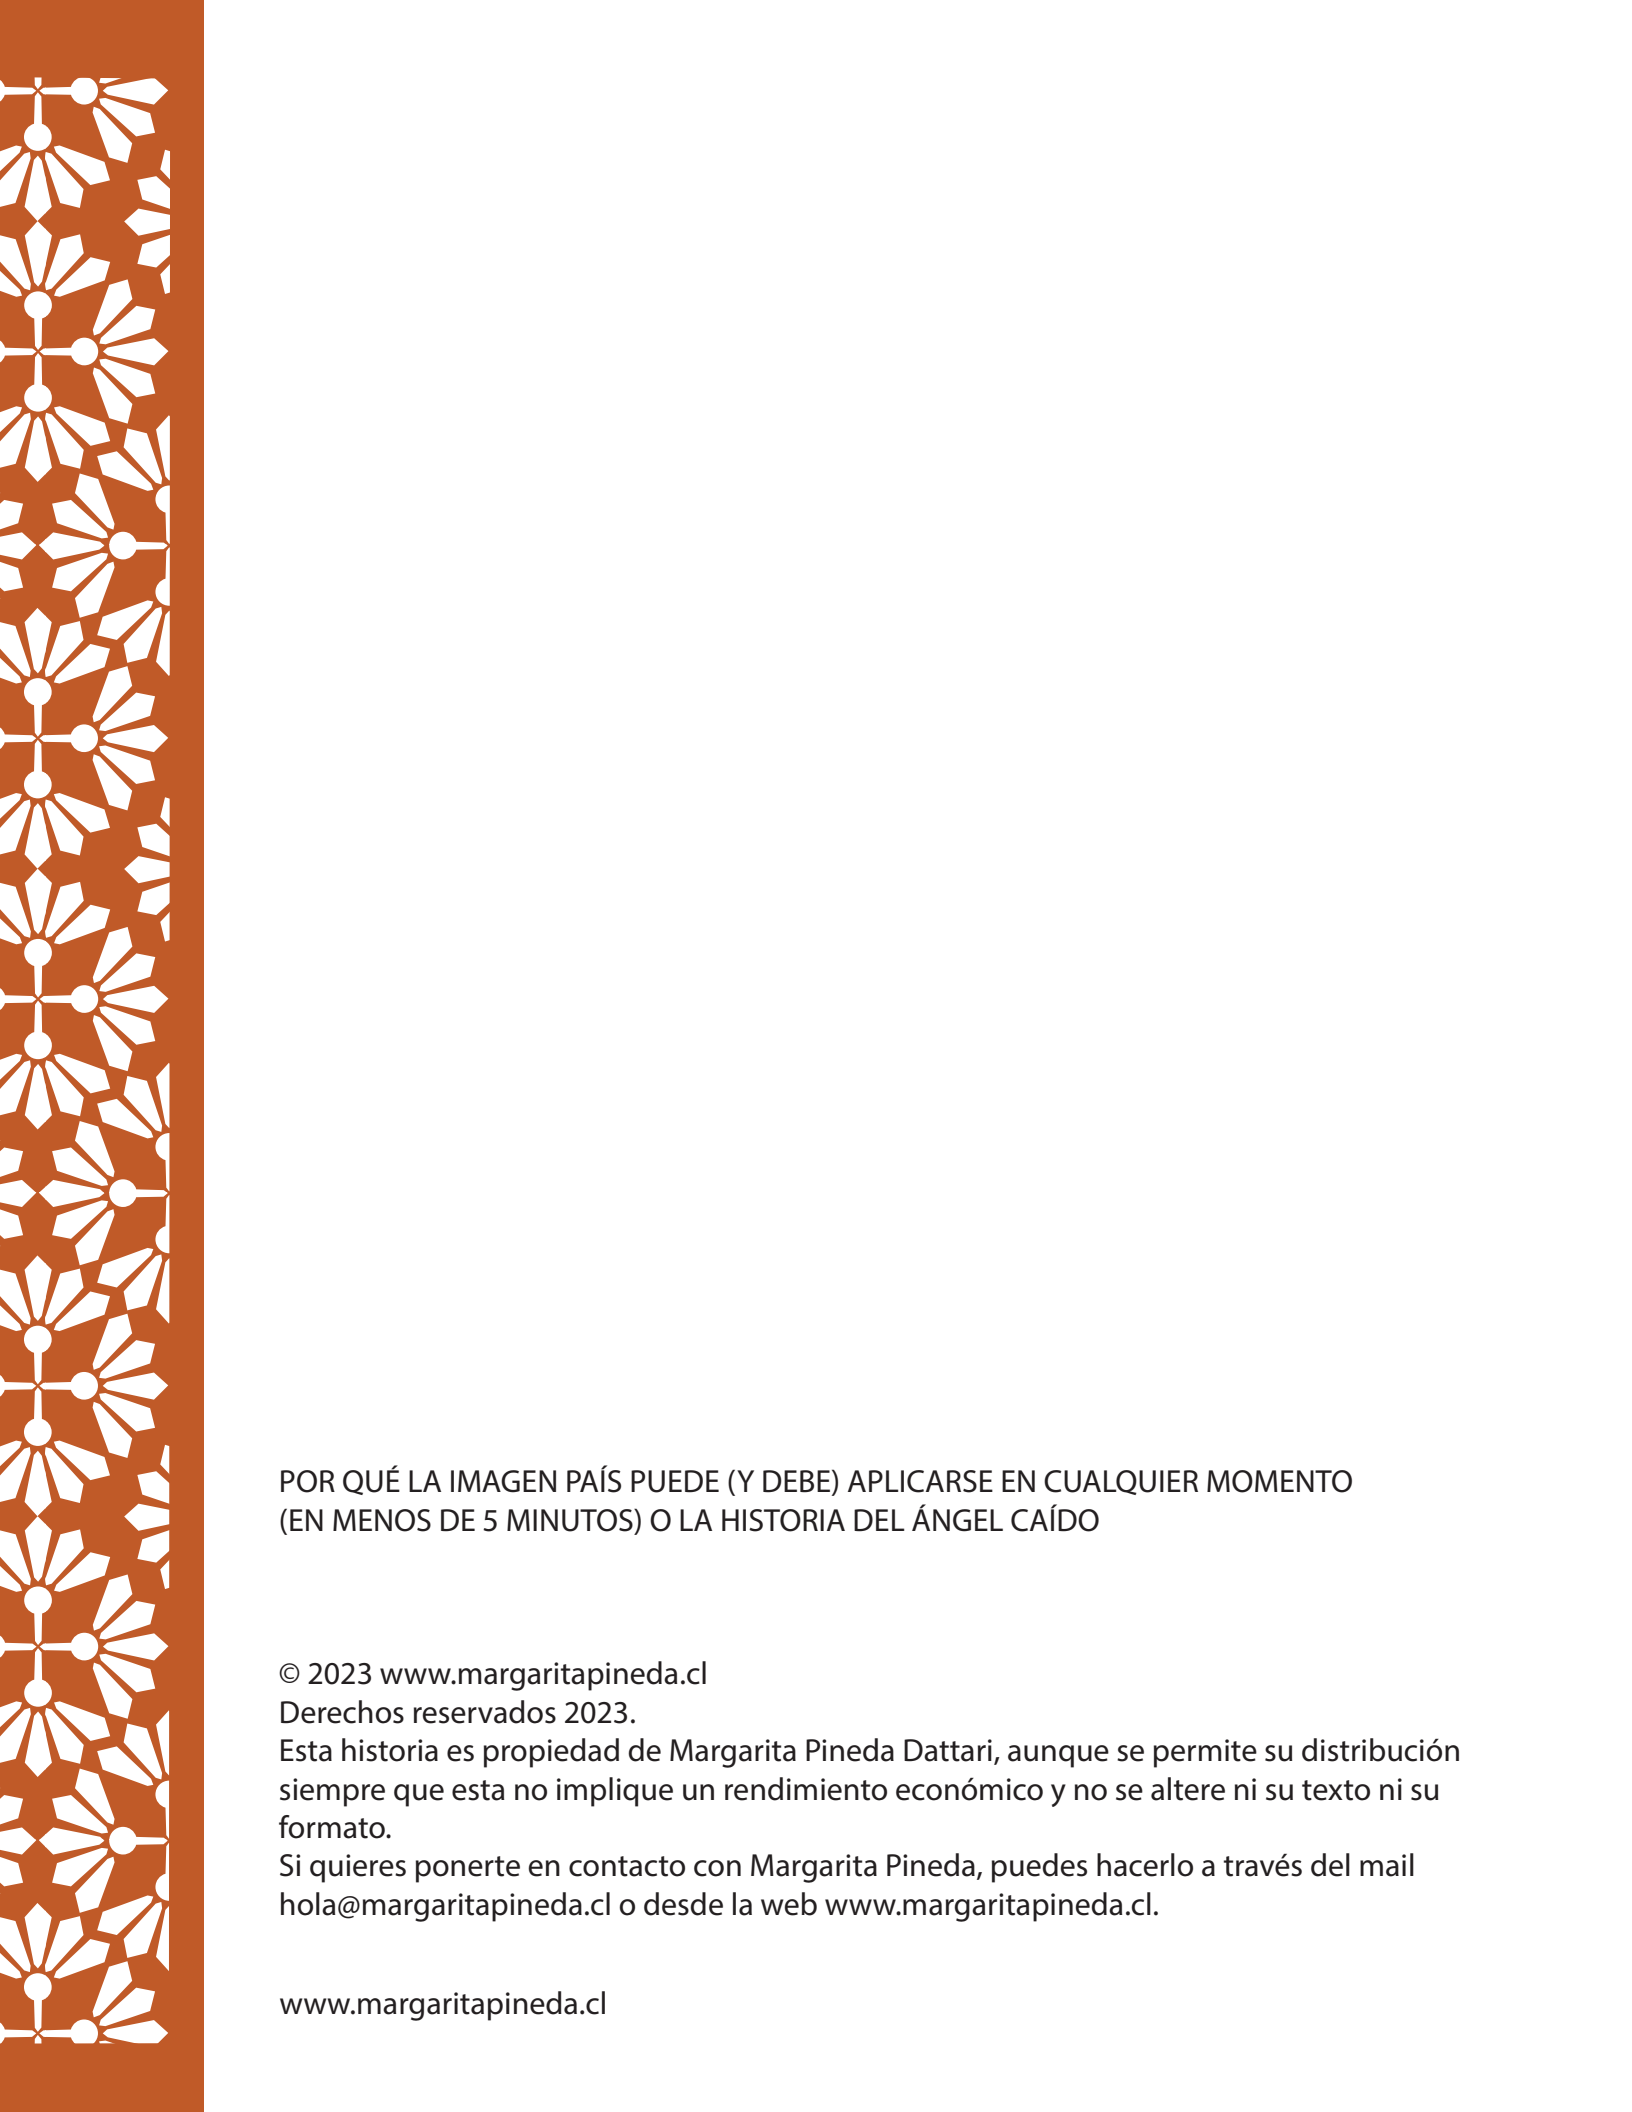 POR QUÉ LA IMAGEN PAÍS PUEDE (Y DEBE) APLICARSE EN CUALQUIER MOMENTO
(EN MENOS DE 5 MINUTOS) O LA HISTORIA DEL ÁNGEL CAÍDO
© 2023 www.margaritapineda.cl
Derechos reservados 2023.
Esta historia es propiedad de Margarita Pineda Dattari, aunque se permite su distribución
siempre que esta no implique un rendimiento económico y no se altere ni su texto ni su
formato.
Si quieres ponerte en contacto con Margarita Pineda, puedes hacerlo a través del mail
hola@margaritapineda.cl o desde la web www.margaritapineda.cl.
www.margaritapineda.cl